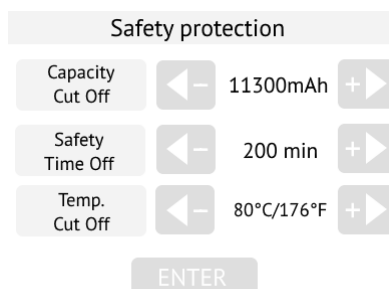 Safety protection
Capacity
Cut Off
− 11300mAh +
Safety
Time Off
− 200 min +
Temp.
Cut Off
− 80°C/176°F +
ENTER